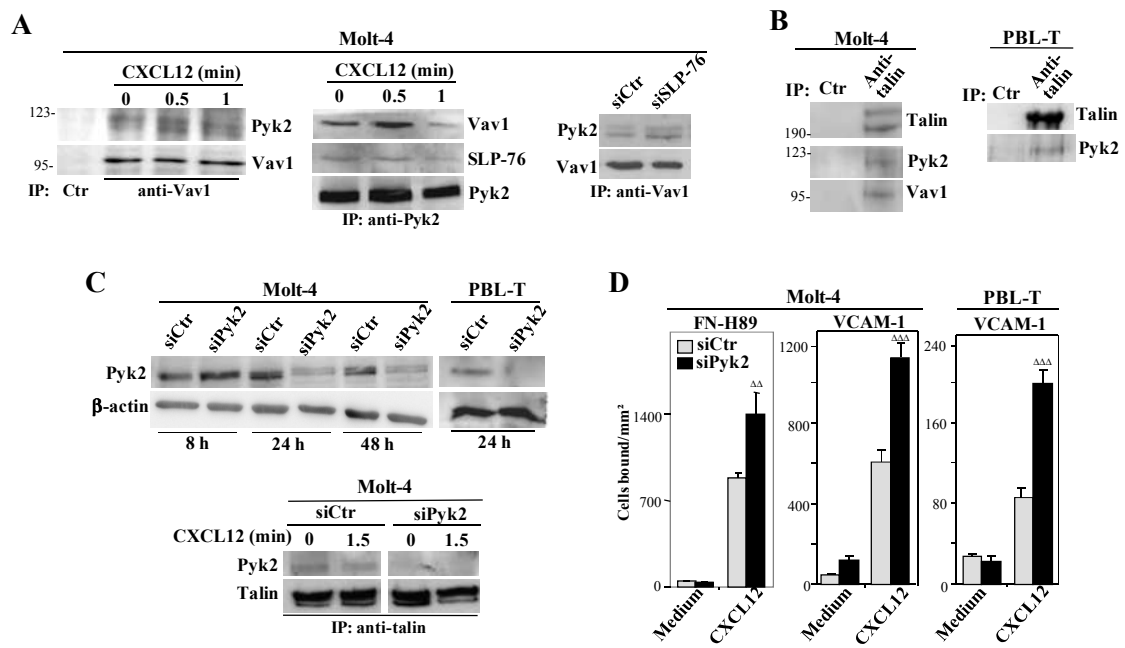 A
Molt-4
CXCL12 (min)
0 0.5 1
123-
Pyk2
95-
Vav1
IP: Ctr anti-Vav1
CXCL12 (min)
0 0.5 1
Vav1
SLP-76
Pyk2
IP: anti-Pyk2
siCtr siSLP-76
Pyk2
Vav1
IP: anti-Vav1
B
Molt-4
IP: Ctr Anti-talin
Talin
190-
123-
Pyk2
95-
Vav1
PBL-T
IP: Ctr Anti-talin
Talin
Pyk2
C
Molt-4 PBL-T
siCtr siPyk2 siCtr siPyk2 siCtr siPyk2 siCtr siPyk2
Pyk2
β-actin
8 h 24 h 48 h 24 h
Molt-4
siCtr siPyk2
CXCL12 (min) 0 1.5 0 1.5
Pyk2
Talin
IP: anti-talin
D
Molt-4 PBL-T
FN-H89 VCAM-1 VCAM-1
siCtr
siPyk2
Cells bound/mm²
1400
700
0
ΔΔ
Medium CXCL12
1200
800
400
0
ΔΔΔ
Medium CXCL12
240
160
80
0
ΔΔΔ
Medium CXCL12